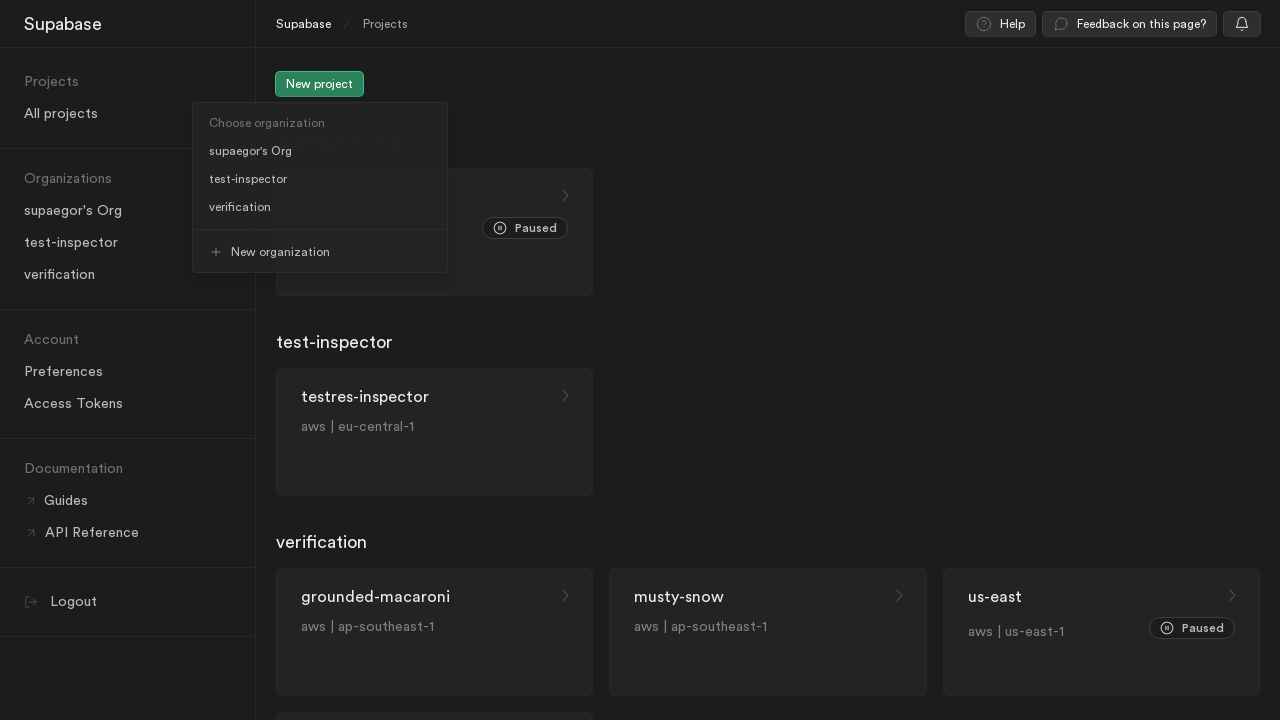 Supabase
Projects
All projects
Organizations
supaegor's Org
test-inspector
verification
Account
Preferences
Access Tokens
Documentation
Guides
API Reference
Logout
Supabase / Projects
Help
Feedback on this page?
New project
Choose organization
supaegor's Org
test-inspector
verification
New organization
Paused
test-inspector
testres-inspector
aws | eu-central-1
verification
grounded-macaroni
aws | ap-southeast-1
musty-snow
aws | ap-southeast-1
us-east
aws | us-east-1
Paused